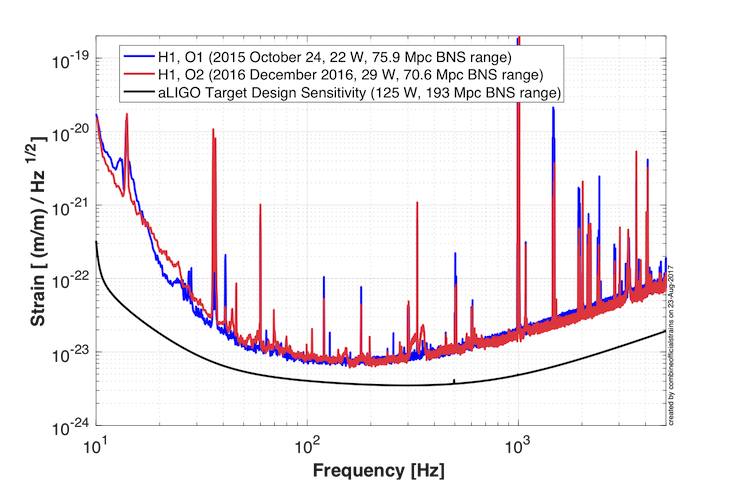 H1, O1 (2015 October 24, 22 W, 75.9 Mpc BNS range)
H1, O2 (2016 December 2016, 29 W, 70.6 Mpc BNS range)
aLIGO Target Design Sensitivity (125 W, 193 Mpc BNS range)
Strain [ (m/m) / Hz^1/2]
10^-19
10^-20
10^-21
10^-22
10^-23
10^-24
10^1
10^2
10^3
Frequency [Hz]
created by combineofficialstrains on 23-Aug-2017